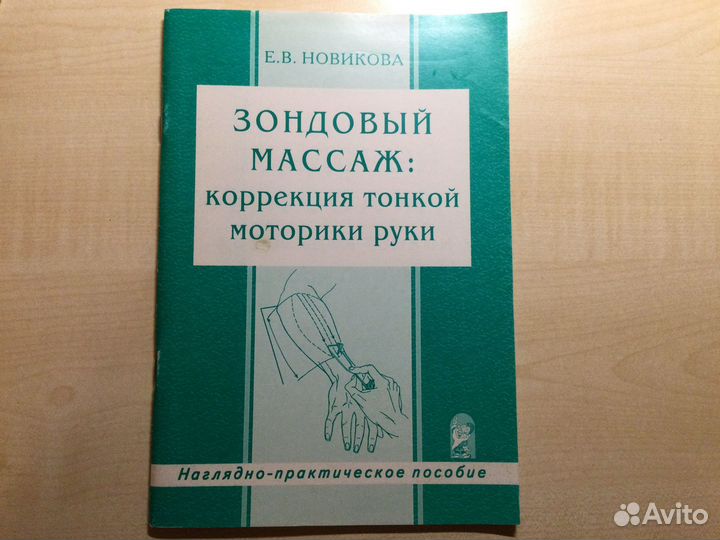 Е.В. НОВИКОВА
ЗОНДОВЫЙ
МАССАЖ:
коррекция тонкой
моторики руки
Наглядно-практическое пособие
Avito